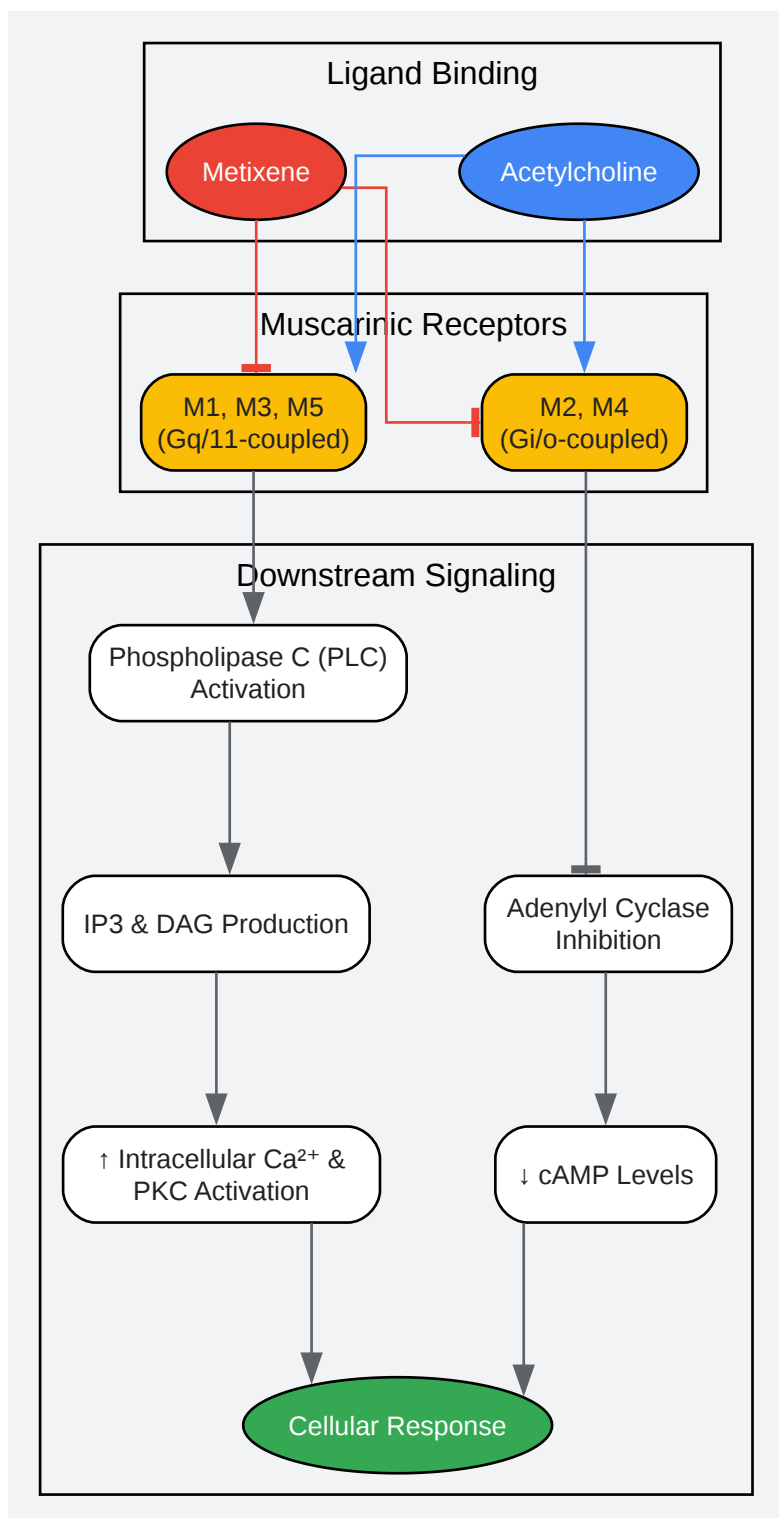 Ligand Binding
Metixene
Acetylcholine
Muscarinic Receptors
M1, M3, M5
(Gq/11-coupled)
M2, M4
(Gi/o-coupled)
Downstream Signaling
Phospholipase C (PLC)
Activation
IP3 & DAG Production
Adenylyl Cyclase
Inhibition
↑ Intracellular Ca²⁺ &
PKC Activation
↓ cAMP Levels
Cellular Response